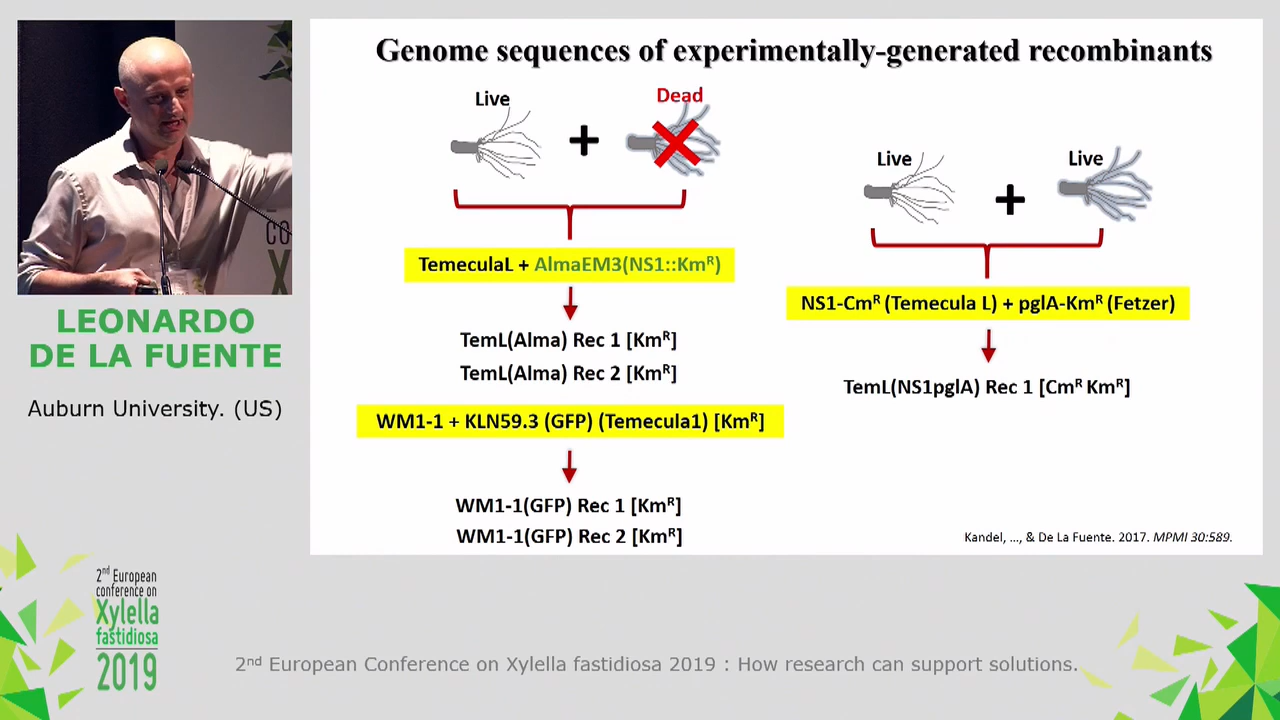 Genome sequences of experimentally-generated recombinants
Live
Dead
+
Live
Live
+
TemeculaL + AlmaEM3(NS1::Kmᴿ)
NS1-Cmᴿ (Temecula L) + pglA-Kmᴿ (Fetzer)
TemL(Alma) Rec 1 [Kmᴿ]
TemL(Alma) Rec 2 [Kmᴿ]
TemL(NS1pglA) Rec 1 [Cmᴿ Kmᴿ]
WM1-1 + KLN59.3 (GFP) (Temecula1) [Kmᴿ]
WM1-1(GFP) Rec 1 [Kmᴿ]
WM1-1(GFP) Rec 2 [Kmᴿ]
Kandel, ..., & De La Fuente. 2017. MPMI 30:589.
CO
X
LEONARDO
DE LA FUENTE
Auburn University. (US)
2nd European
conference on
Xylella
fastidiosa
2019
2nd European Conference on Xylella fastidiosa 2019 : How research can support solutions.